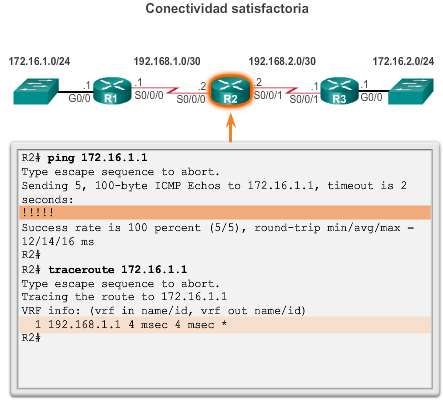 Conectividad satisfactoria
172.16.1.0/24
192.168.1.0/30
192.168.2.0/30
172.16.2.0/24
.1
G0/0
R1
.1
S0/0/0
.2
S0/0/0
R2
.2
S0/0/1
.1
S0/0/1
R3
.1
G0/0
R2# ping 172.16.1.1
Type escape sequence to abort.
Sending 5, 100-byte ICMP Echos to 172.16.1.1, timeout is 2
seconds:
!!!!!
Success rate is 100 percent (5/5), round-trip min/avg/max =
12/14/16 ms
R2#
R2# traceroute 172.16.1.1
Type escape sequence to abort.
Tracing the route to 172.16.1.1
VRF info: (vrf in name/id, vrf out name/id)
1 192.168.1.1 4 msec 4 msec *
R2#